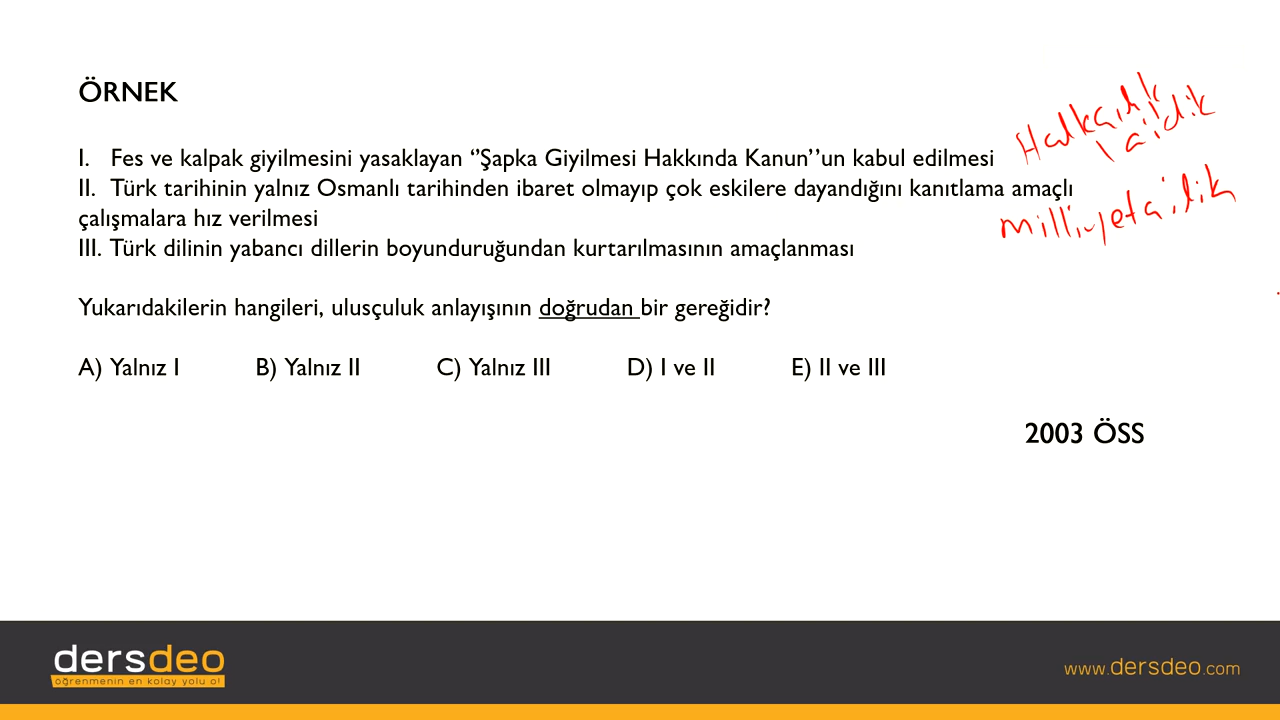 ÖRNEK
Halkçılık
laiklik
I. Fes ve kalpak giyilmesini yasaklayan ‘’Şapka Giyilmesi Hakkında Kanun’’un kabul edilmesi
II. Türk tarihinin yalnız Osmanlı tarihinden ibaret olmayıp çok eskilere dayandığını kanıtlama amaçlı
çalışmalara hız verilmesi
milliyetçilik
III. Türk dilinin yabancı dillerin boyunduruğundan kurtarılmasının amaçlanması
Yukarıdakilerin hangileri, ulusçuluk anlayışının doğrudan bir gereğidir?
A) Yalnız I B) Yalnız II C) Yalnız III D) I ve II E) II ve III
2003 ÖSS
dersdeo
öğrenmenin en kolay yolu o!
www.dersdeo.com